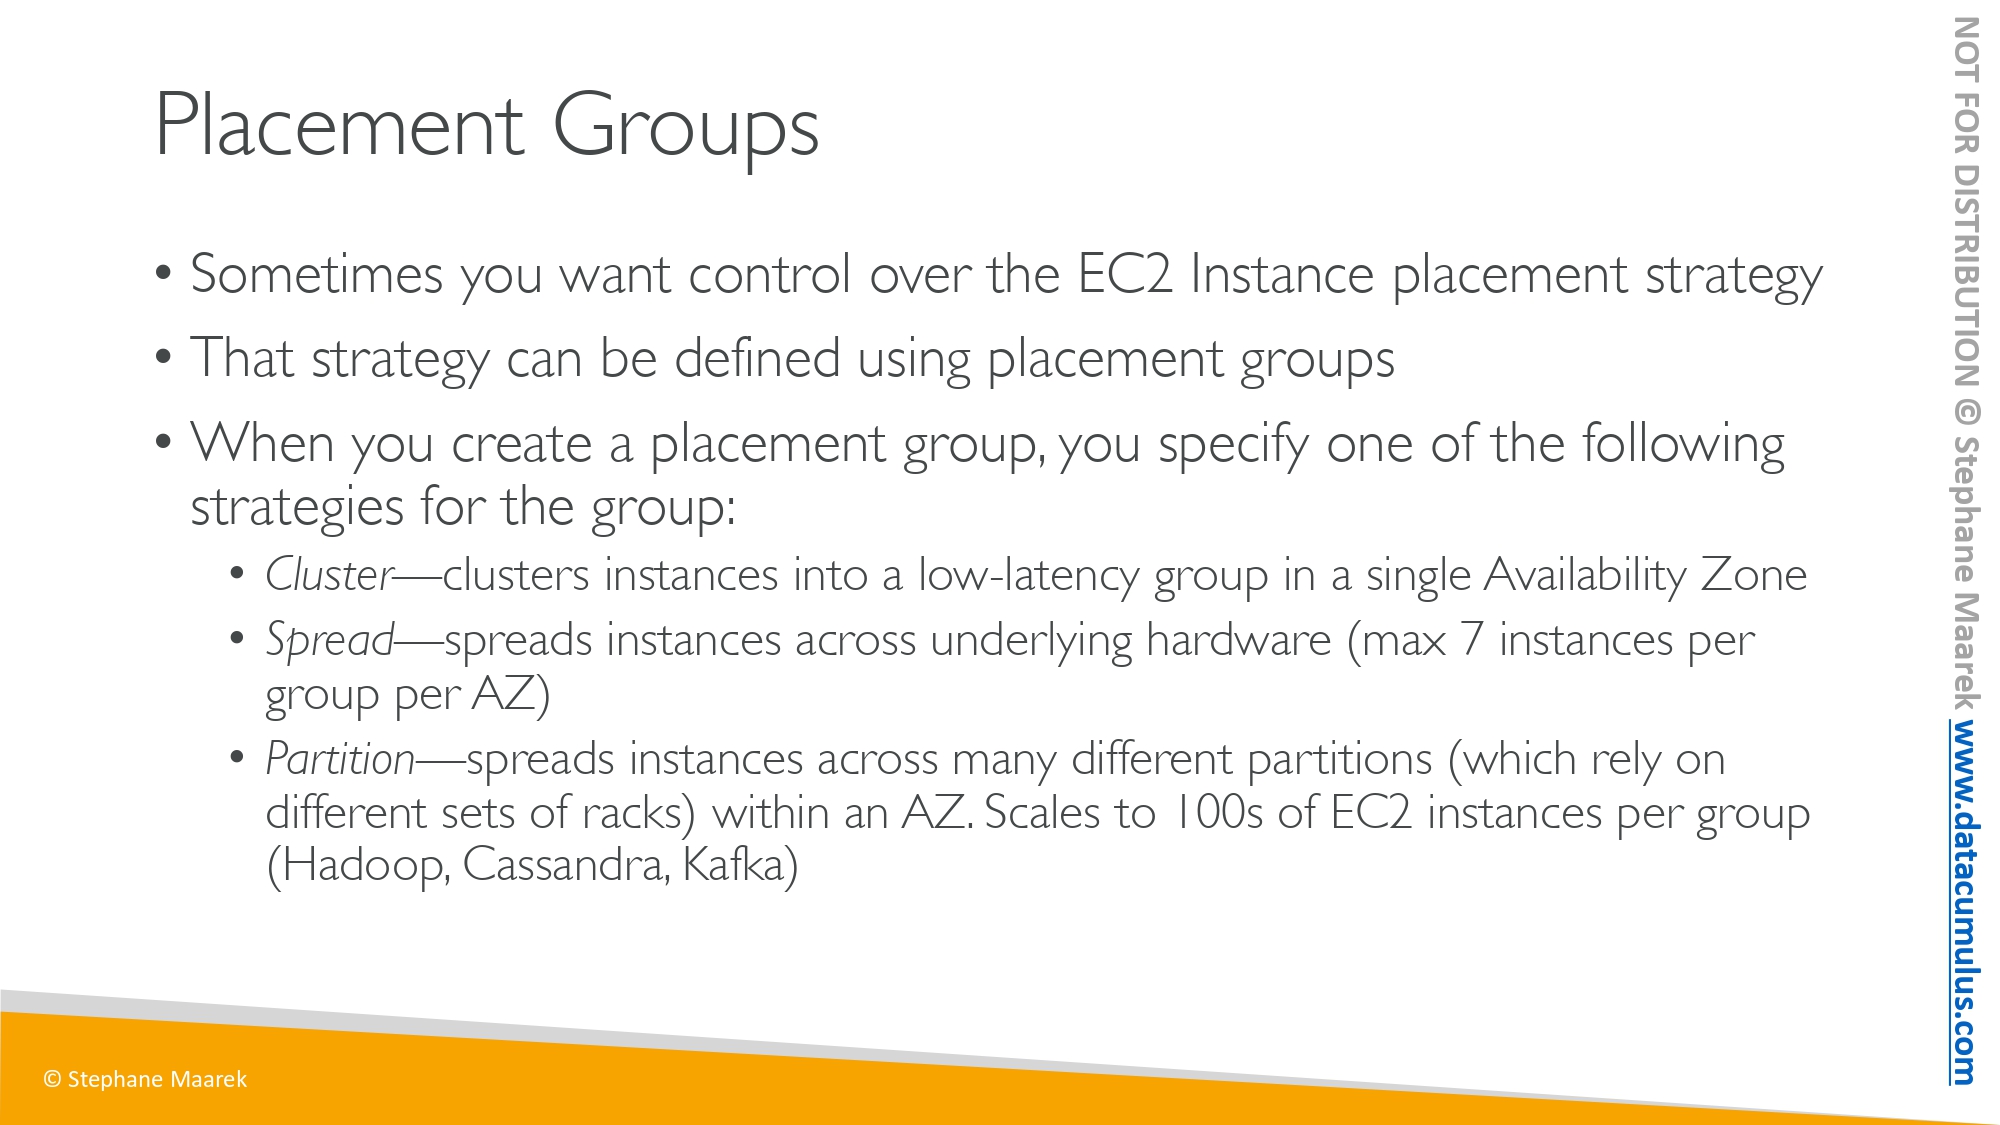 Placement Groups
• Sometimes you want control over the EC2 Instance placement strategy
• That strategy can be defined using placement groups
• When you create a placement group, you specify one of the following
strategies for the group:
• Cluster—clusters instances into a low-latency group in a single Availability Zone
• Spread—spreads instances across underlying hardware (max 7 instances per
group per AZ)
• Partition—spreads instances across many different partitions (which rely on
different sets of racks) within an AZ. Scales to 100s of EC2 instances per group
(Hadoop, Cassandra, Kafka)
© Stephane Maarek
NOT FOR DISTRIBUTION © Stephane Maarek www.datacumulus.com